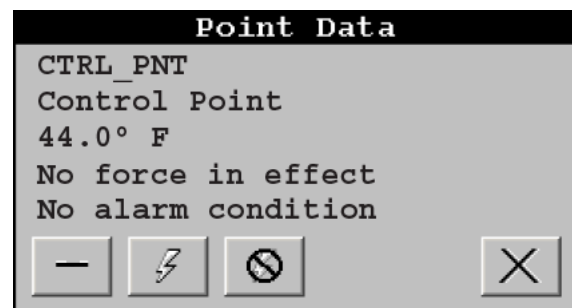 Point Data
CTRL_PNT
Control Point
44.0° F
No force in effect
No alarm condition